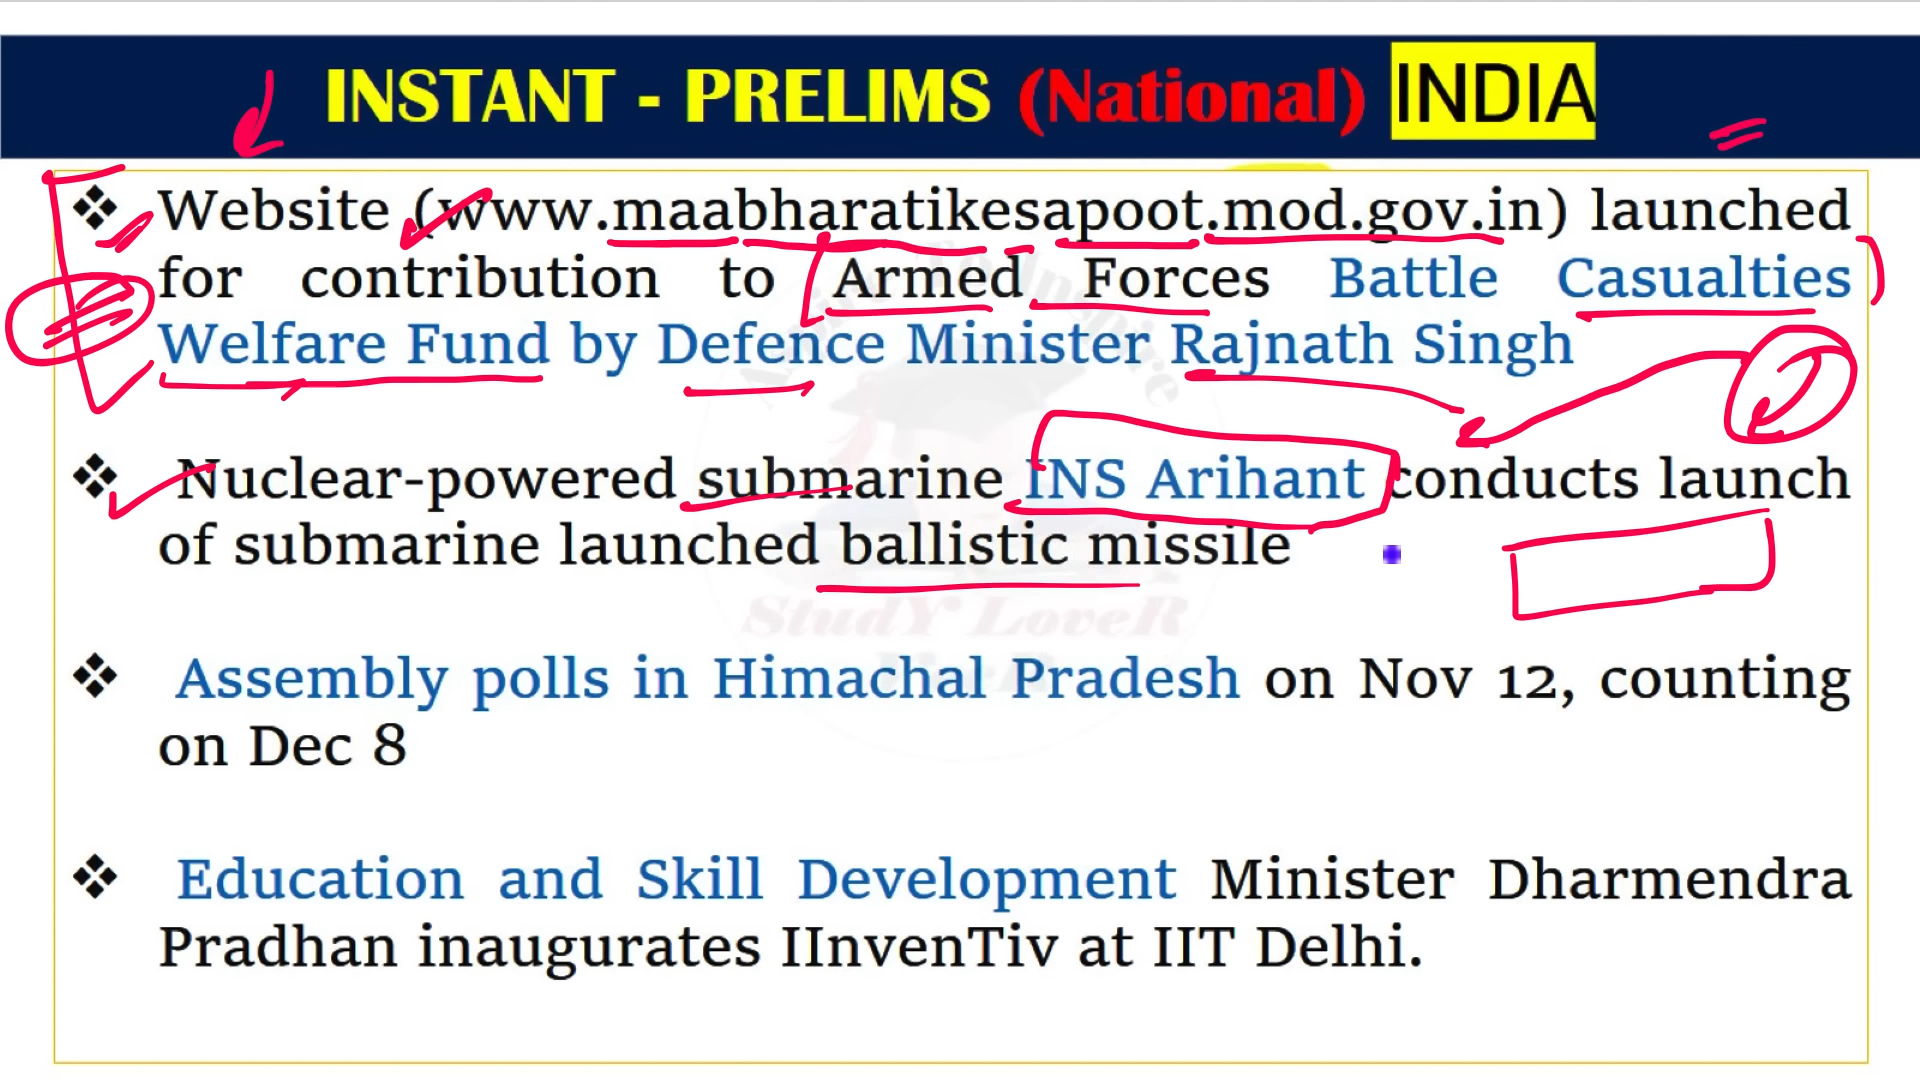 INSTANT - PRELIMS (National) INDIA
❖ Website (www.maabharatikesapoot.mod.gov.in) launched
for contribution to Armed Forces Battle Casualties
Welfare Fund by Defence Minister Rajnath Singh
❖ Nuclear-powered submarine INS Arihant conducts launch
of submarine launched ballistic missile
StudY LoveR
❖ Assembly polls in Himachal Pradesh on Nov 12, counting
on Dec 8
❖ Education and Skill Development Minister Dharmendra
Pradhan inaugurates IInvenTiv at IIT Delhi.